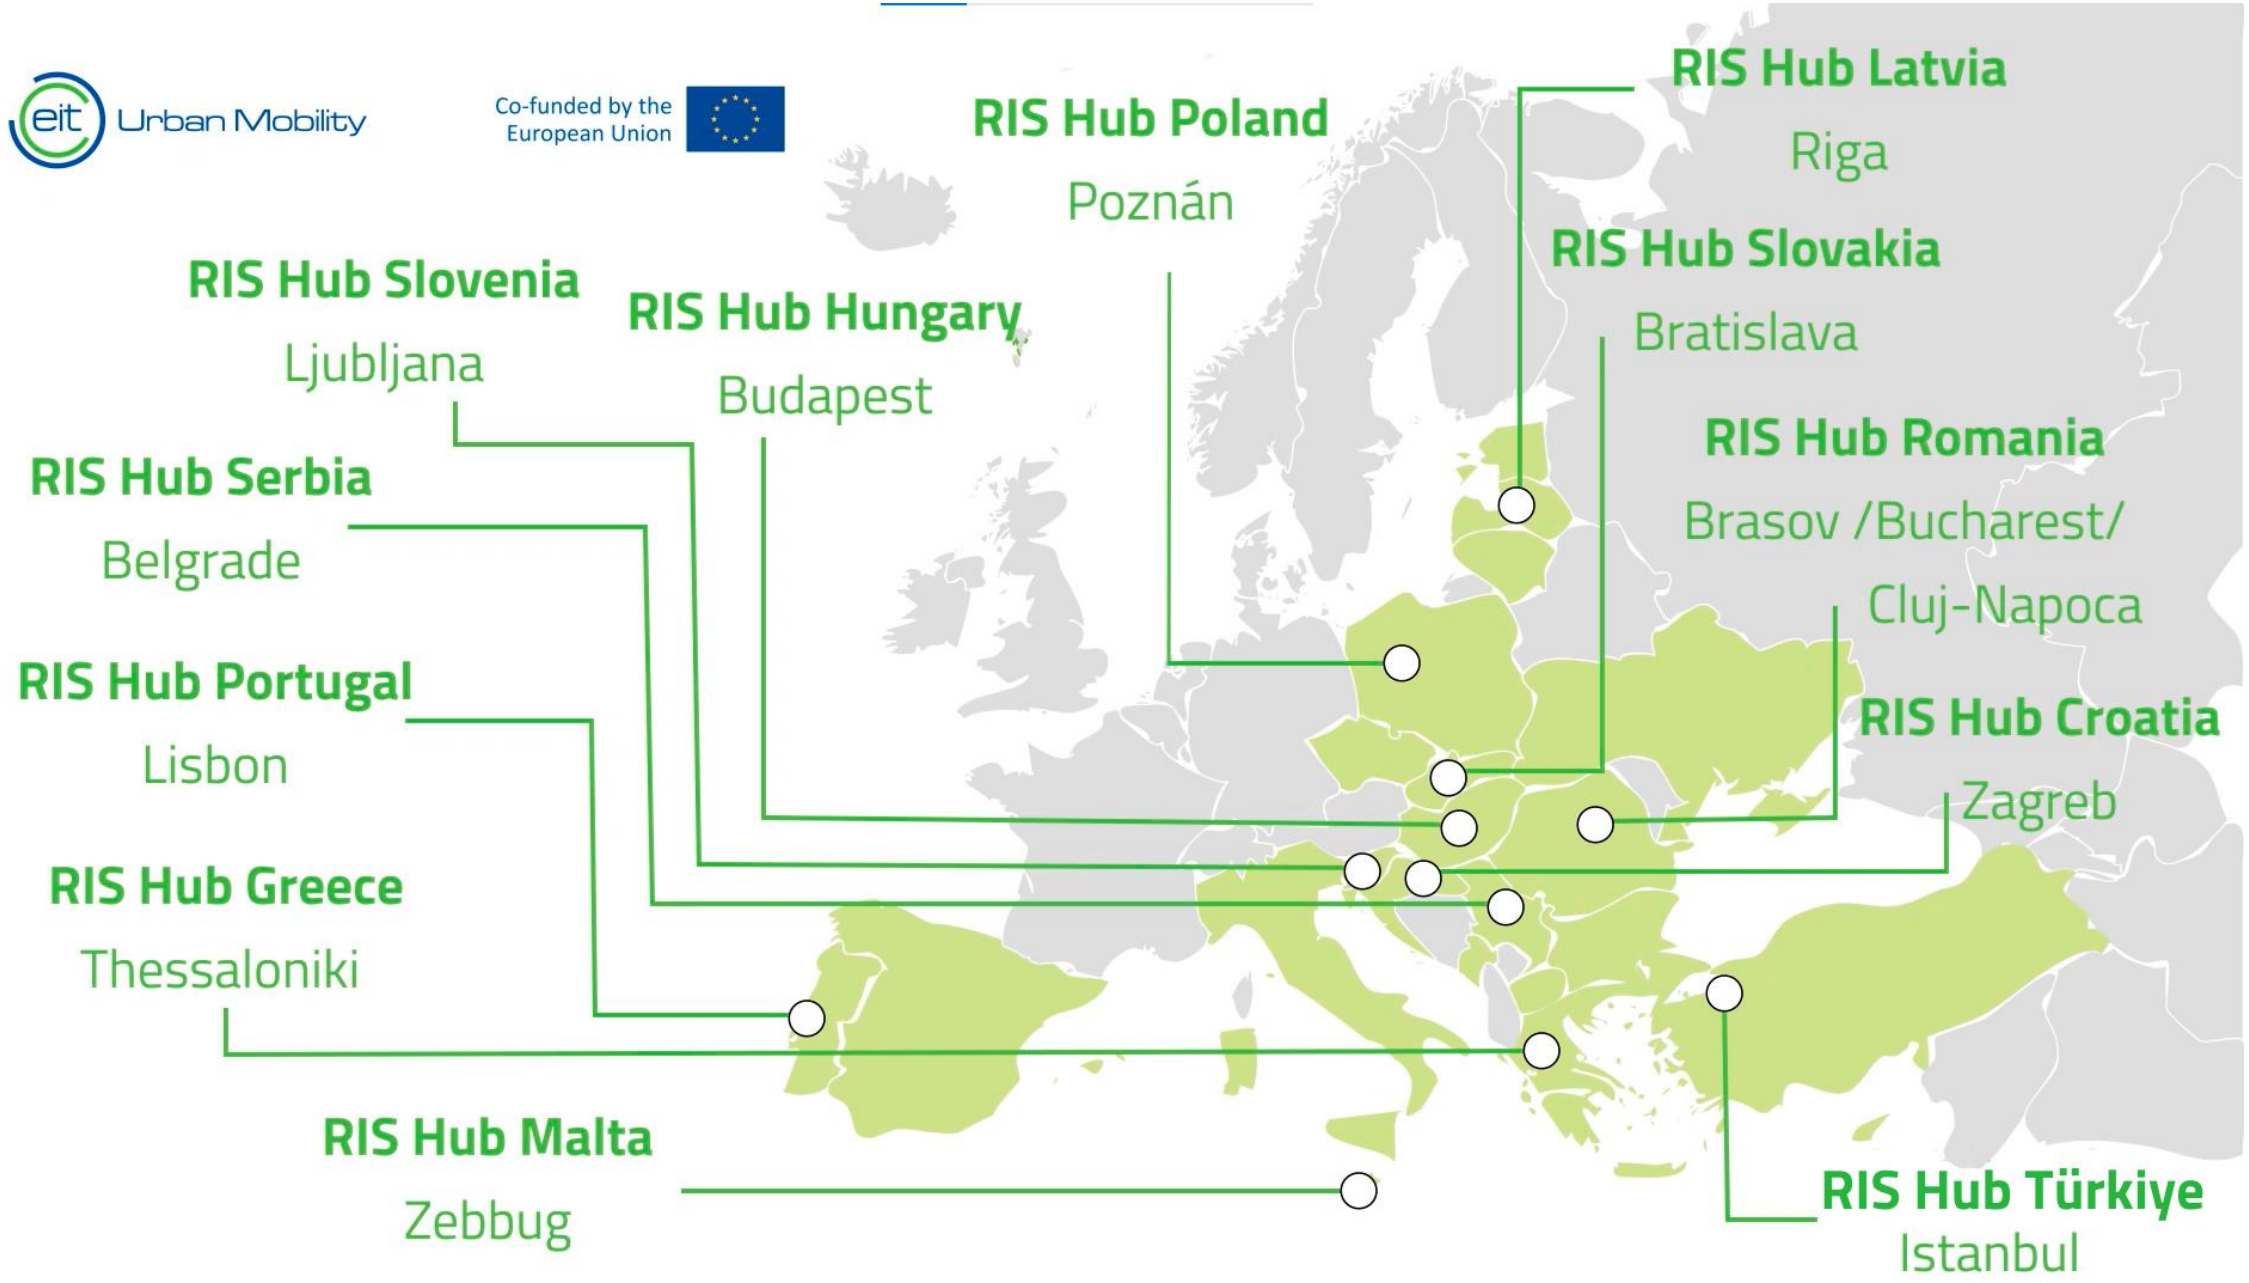 eit Urban Mobility
Co-funded by the
European Union
RIS Hub Poland
Poznán
RIS Hub Latvia
Riga
RIS Hub Slovakia
Bratislava
RIS Hub Slovenia
Ljubljana
RIS Hub Hungary
Budapest
RIS Hub Romania
Brasov /Bucharest/
Cluj-Napoca
RIS Hub Serbia
Belgrade
RIS Hub Portugal
Lisbon
RIS Hub Croatia
Zagreb
RIS Hub Greece
Thessaloniki
RIS Hub Malta
Zebbug
RIS Hub Türkiye
Istanbul